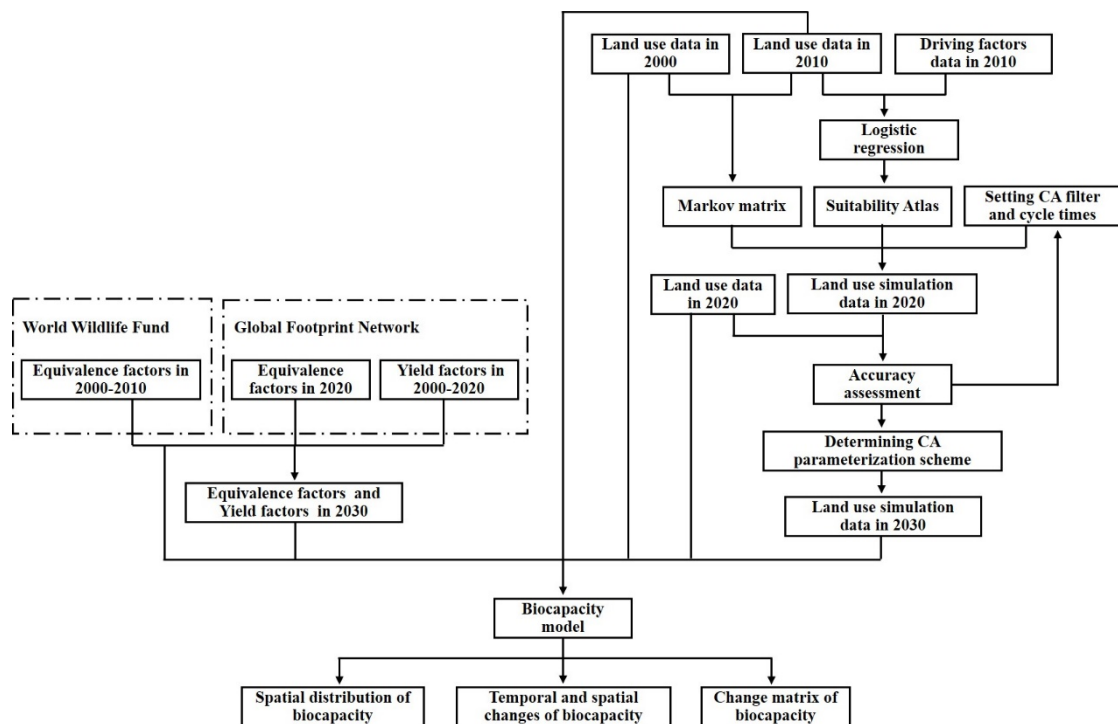 Land use data in
2000
Land use data in
2010
Driving factors
data in 2010
Logistic
regression
Markov matrix
Suitability Atlas
Setting CA filter
and cycle times
Land use data
in 2020
Land use simulation
data in 2020
World Wildlife Fund
Global Footprint Network
Equivalence factors in
2000-2010
Equivalence
factors in 2020
Yield factors in
2000-2020
Accuracy
assessment
Determining CA
parameterization scheme
Equivalence factors and
Yield factors in 2030
Land use simulation
data in 2030
Biocapacity
model
Spatial distribution of
biocapacity
Temporal and spatial
changes of biocapacity
Change matrix of
biocapacity